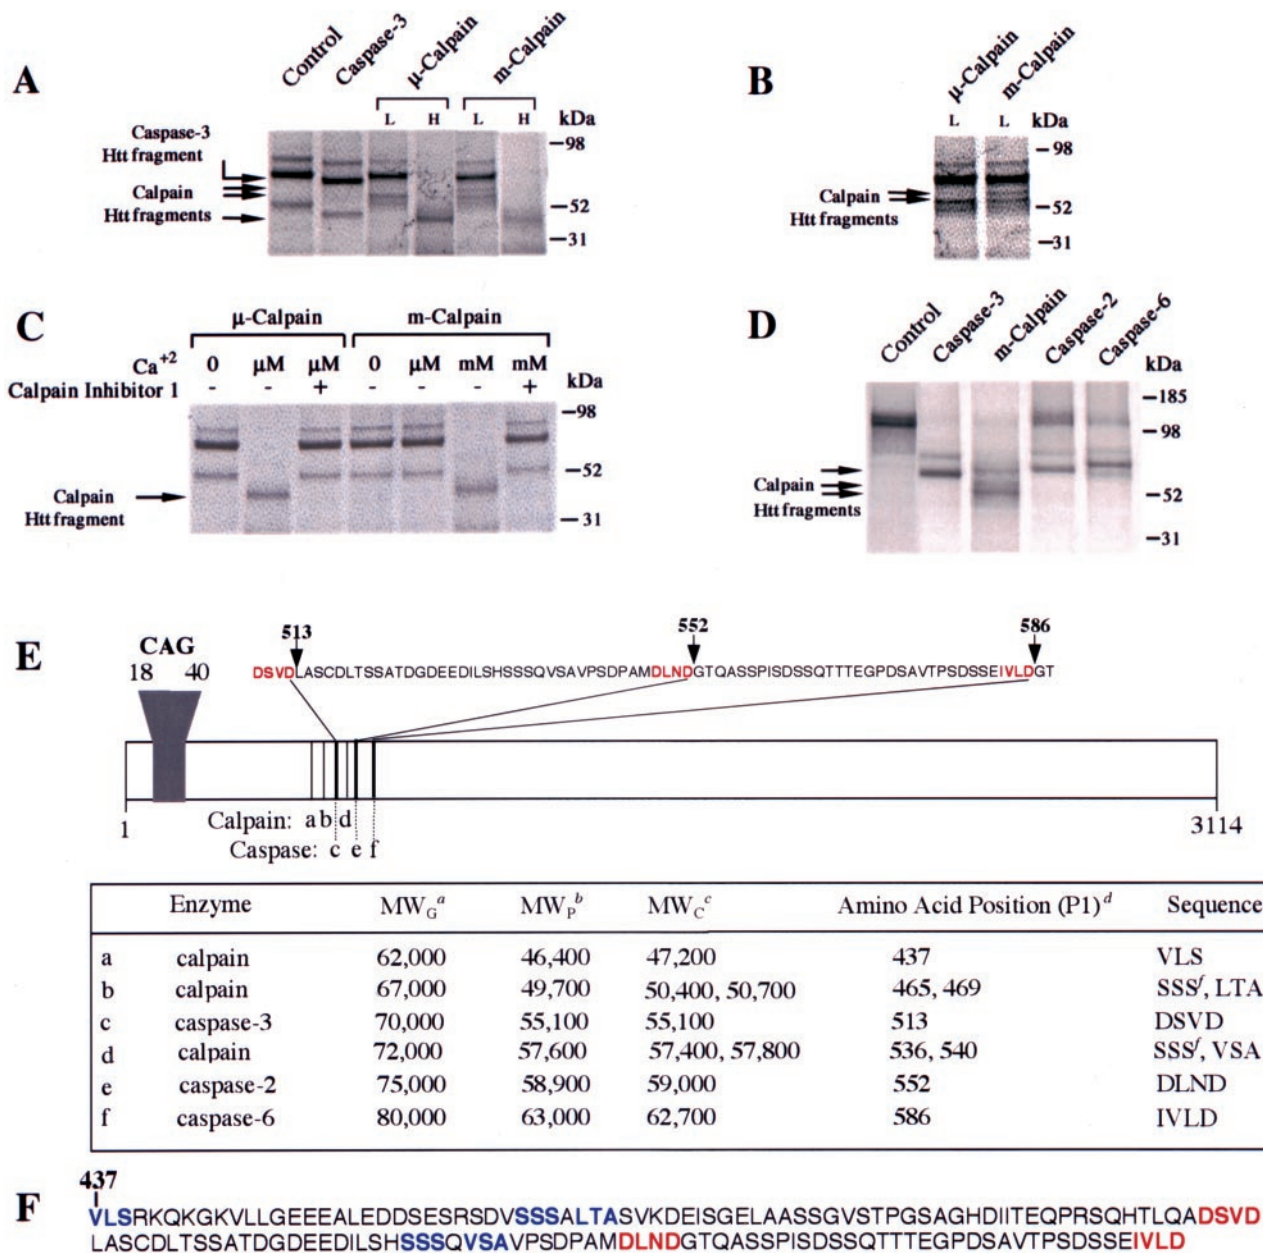 A
Control
Caspase-3
μ-Calpain
m-Calpain
L H L H kDa
Caspase-3
Htt fragment
Calpain
Htt fragments
98
52
31
B
μ-Calpain
m-Calpain
L L kDa
Calpain
Htt fragments
98
52
31
C
μ-Calpain m-Calpain
Ca+2 0 μM μM 0 μM mM mM
Calpain Inhibitor 1 - - + - - - + kDa
Calpain
Htt fragment
98
52
31
D
Control
Caspase-3
m-Calpain
Caspase-2
Caspase-6
kDa
Calpain
Htt fragments
185
98
52
31
E
CAG
18 40
513 552 586
DSVDLASCDLTSSATDGDEEDILSHSSSQVSAVPSDPAMDLNDGTQASSPISDSSQTTTEGPDSAVTPSDSSEIVLDGT
1 3114
Calpain: a b d
Caspase: c e f
Enzyme MWG a MWP b MWC c Amino Acid Position (P1) d Sequence
a calpain 62,000 46,400 47,200 437 VLS
b calpain 67,000 49,700 50,400, 50,700 465, 469 SSSf, LTA
c caspase-3 70,000 55,100 55,100 513 DSVD
d calpain 72,000 57,600 57,400, 57,800 536, 540 SSSf, VSA
e caspase-2 75,000 58,900 59,000 552 DLND
f caspase-6 80,000 63,000 62,700 586 IVLD
F
437
VLSRKQKGKVLLGEEEALEDDSESRSDVSSSALTASVKDEISGELAASSGVSTPGSAGHDIITEQPRSQHTLQADSVD
LASCDLTSSATDGDEEDILSHSSSQVSAVPSDPAMDLNDGTQASSPISDSSQTTTEGPDSAVTPSDSSEIVLD